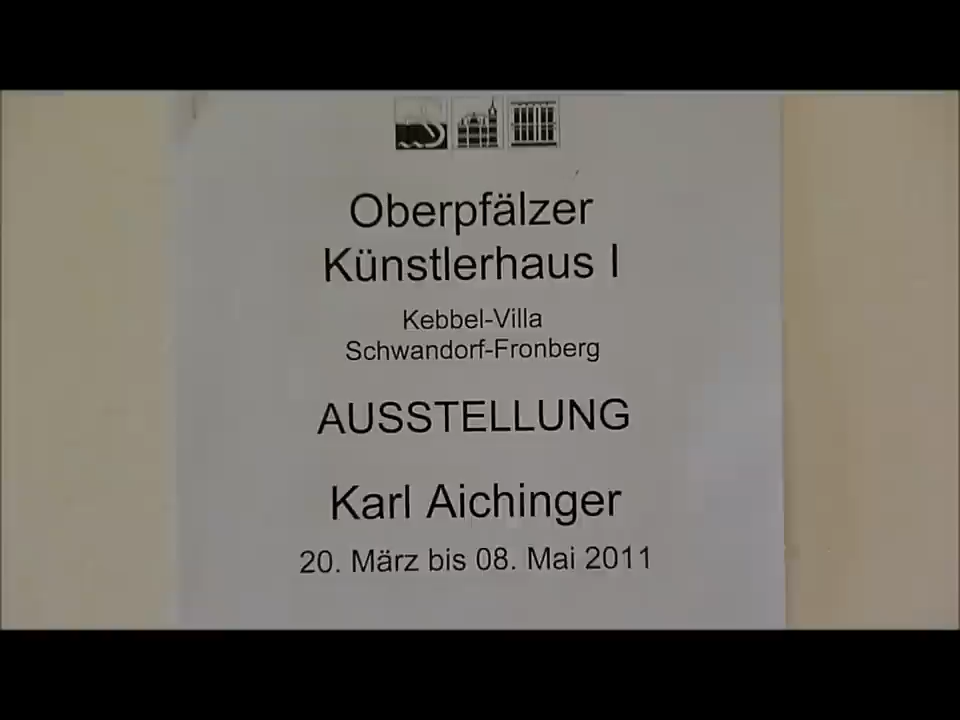 Oberpfälzer
Künstlerhaus I
Kebbel-Villa
Schwandorf-Fronberg
AUSSTELLUNG
Karl Aichinger
20. März bis 08. Mai 2011